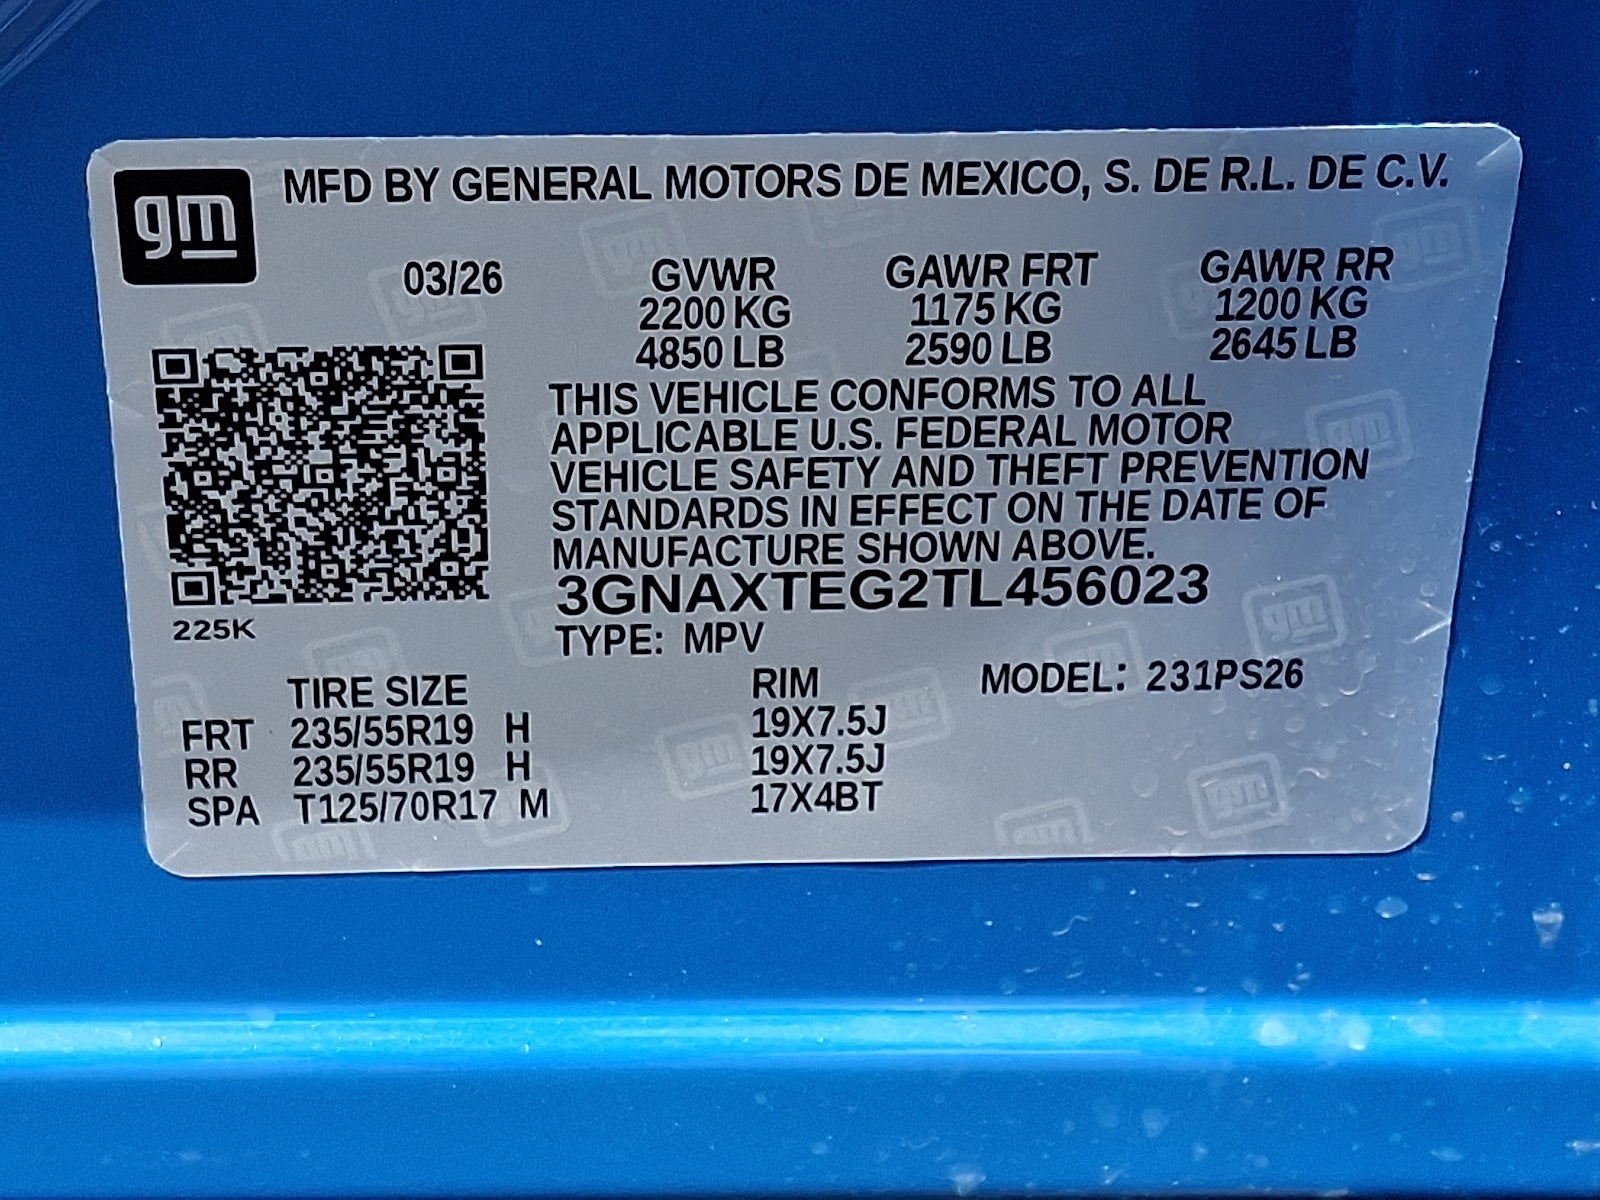 gm MFD BY GENERAL MOTORS DE MEXICO, S. DE R.L. DE C.V.
03/26 GVWR GAWR FRT GAWR RR
2200 KG 1175 KG 1200 KG
4850 LB 2590 LB 2645 LB
THIS VEHICLE CONFORMS TO ALL
APPLICABLE U.S. FEDERAL MOTOR
VEHICLE SAFETY AND THEFT PREVENTION
STANDARDS IN EFFECT ON THE DATE OF
MANUFACTURE SHOWN ABOVE.
3GNAXTEG2TL456023
225K
TYPE: MPV
TIRE SIZE RIM MODEL: 231PS26
FRT 235/55R19 H 19X7.5J
RR 235/55R19 H 19X7.5J
SPA T125/70R17 M 17X4BT